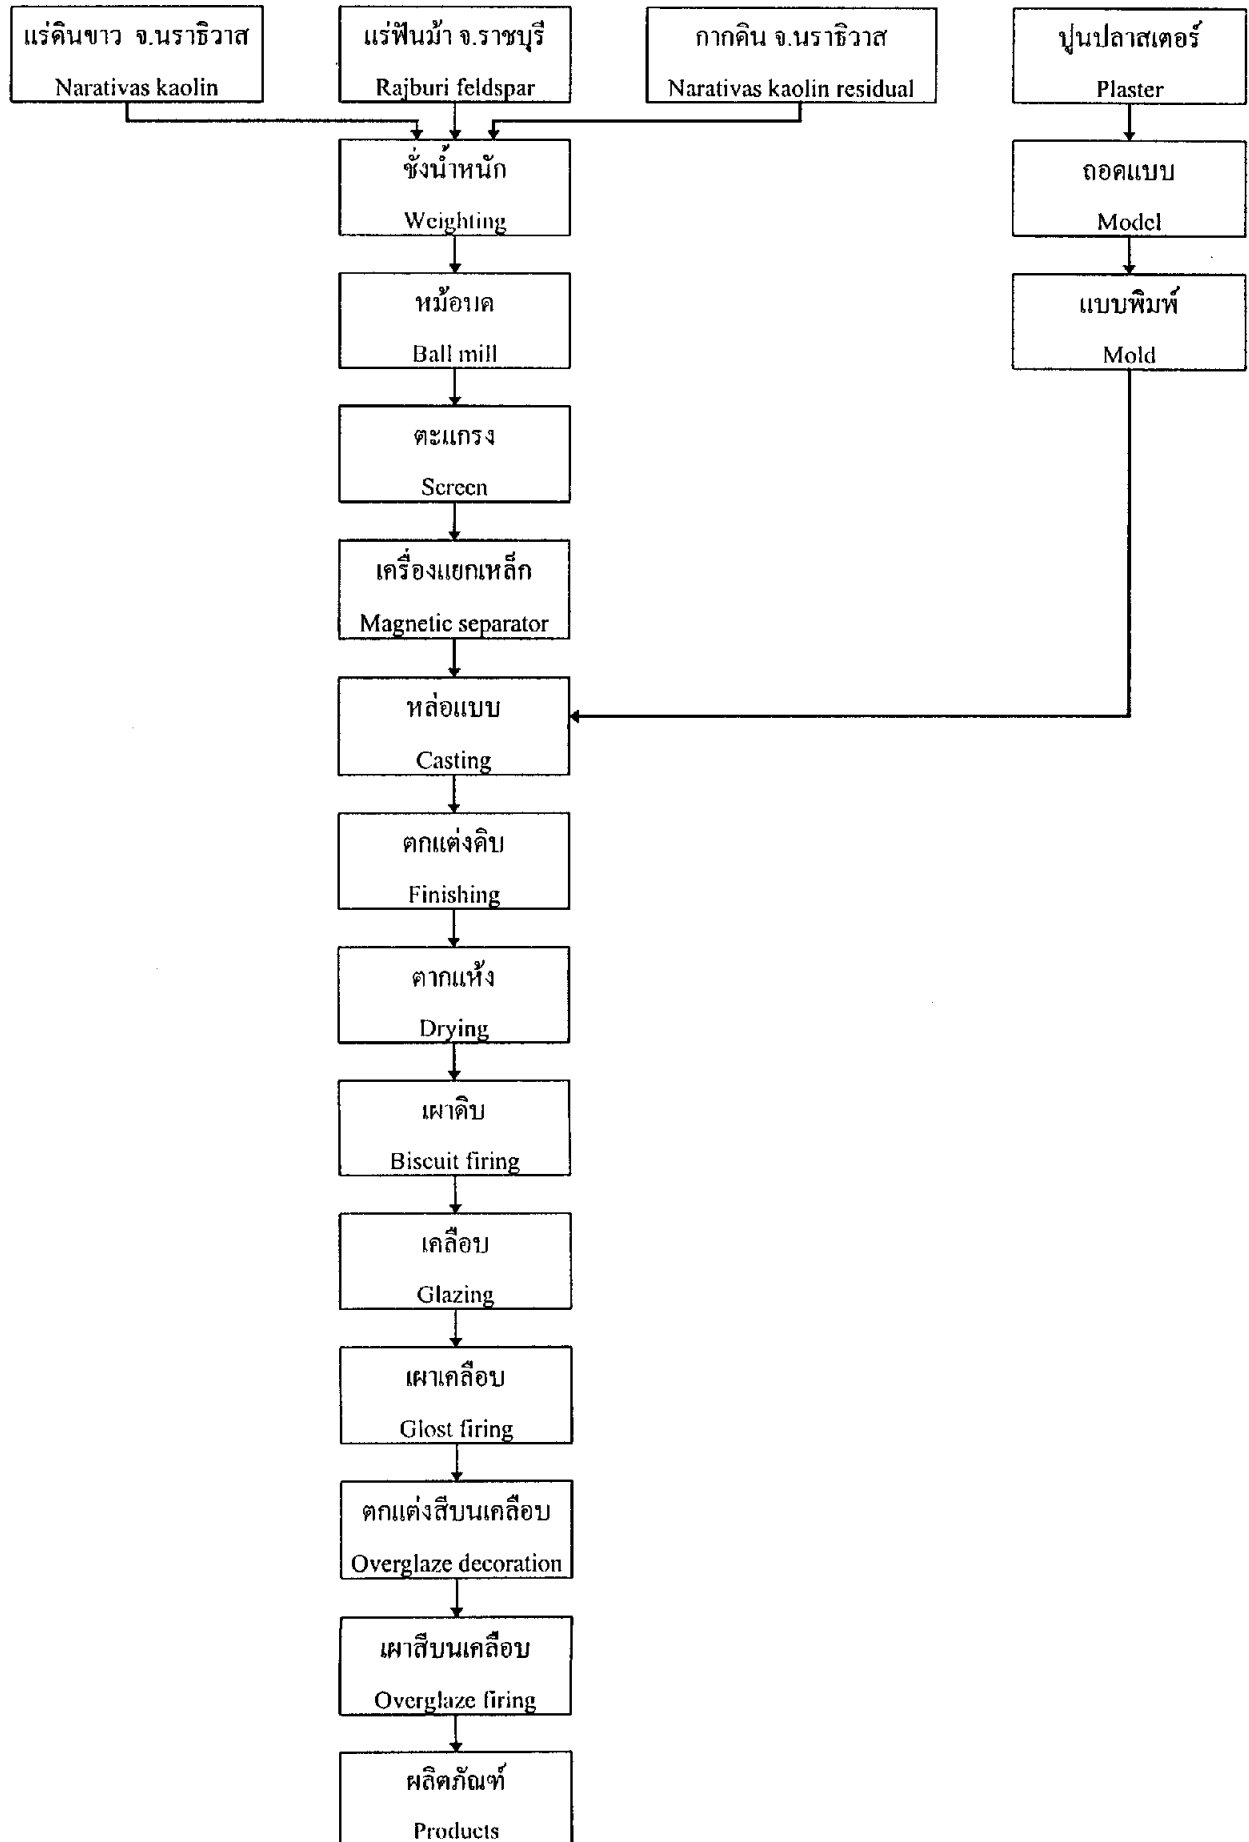 แร่ดินขาว จ.นราธิวาส
Narativas kaolin
แร่ฟันม้า จ.ราชบุรี
Rajburi feldspar
กากดิน จ.นราธิวาส
Narativas kaolin residual
ปูนปลาสเตอร์
Plaster
ชั่งน้ำหนัก
Weighting
ถอดแบบ
Model
หม้อบด
Ball mill
แบบพิมพ์
Mold
ตะแกรง
Screen
เครื่องแยกเหล็ก
Magnetic separator
หล่อแบบ
Casting
ตกแต่งดิบ
Finishing
ตากแห้ง
Drying
เผาดิบ
Biscuit firing
เคลือบ
Glazing
เผาเคลือบ
Glost firing
ตกแต่งสีบนเคลือบ
Overglaze decoration
เผาสีบนเคลือบ
Overglaze firing
ผลิตภัณฑ์
Products